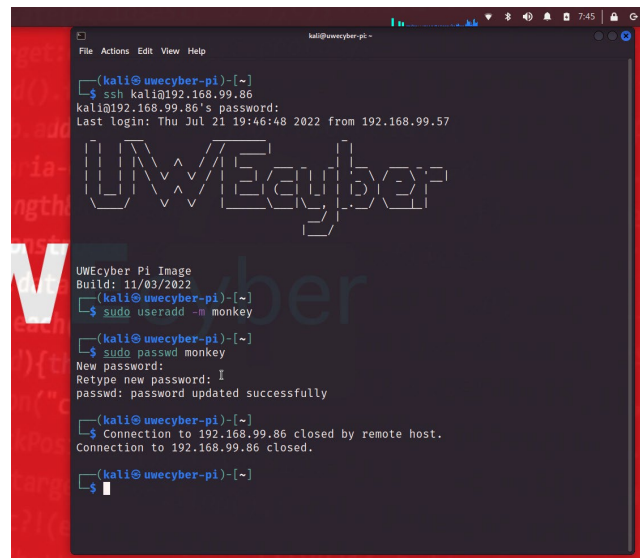 7:45
kali@uwecyber-pi: ~
File Actions Edit View Help
┌──(kali㉿uwecyber-pi)-[~]
└─$ ssh kali@192.168.99.86
kali@192.168.99.86's password:
Last login: Thu Jul 21 19:46:48 2022 from 192.168.99.57
UWEcyber
UWEcyber Pi Image
Build: 11/03/2022
┌──(kali㉿uwecyber-pi)-[~]
└─$ sudo useradd -m monkey
┌──(kali㉿uwecyber-pi)-[~]
└─$ sudo passwd monkey
New password:
Retype new password:
passwd: password updated successfully
┌──(kali㉿uwecyber-pi)-[~]
└─$ Connection to 192.168.99.86 closed by remote host.
Connection to 192.168.99.86 closed.
┌──(kali㉿uwecyber-pi)-[~]
└─$